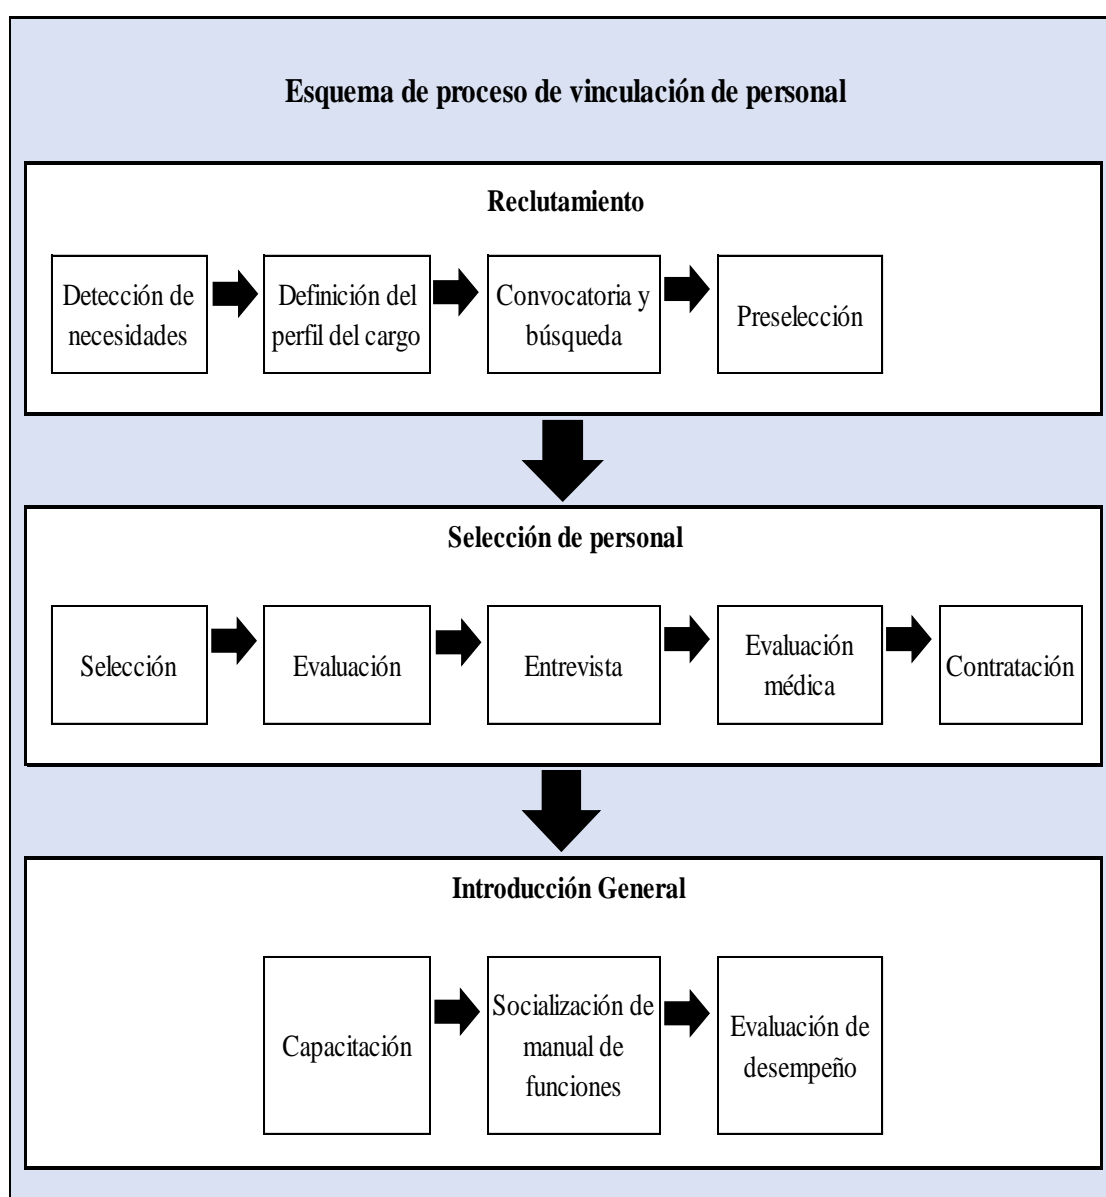 Esquema de proceso de vinculación de personal
Reclutamiento
Detección de
necesidades
Definición del
perfil del cargo
Convocatoria y
búsqueda
Preselección
Selección de personal
Selección
Evaluación
Entrevista
Evaluación
médica
Contratación
Introducción General
Capacitación
Socialización de
manual de
funciones
Evaluación de
desempeño